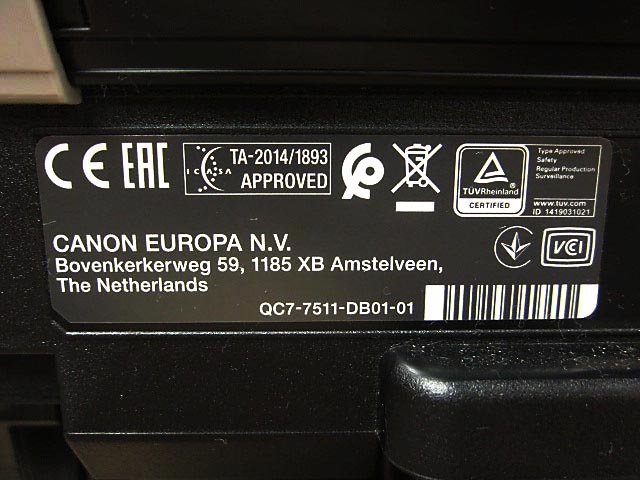 CE EAC
ICASA TA-2014/1893
APPROVED
TÜVRheinland
CERTIFIED
Type Approved
Safety
Regular Production
Surveillance
www.tuv.com
ID 1419031021
VCCI
CANON EUROPA N.V.
Bovenkerkerweg 59, 1185 XB Amstelveen,
The Netherlands
QC7-7511-DB01-01